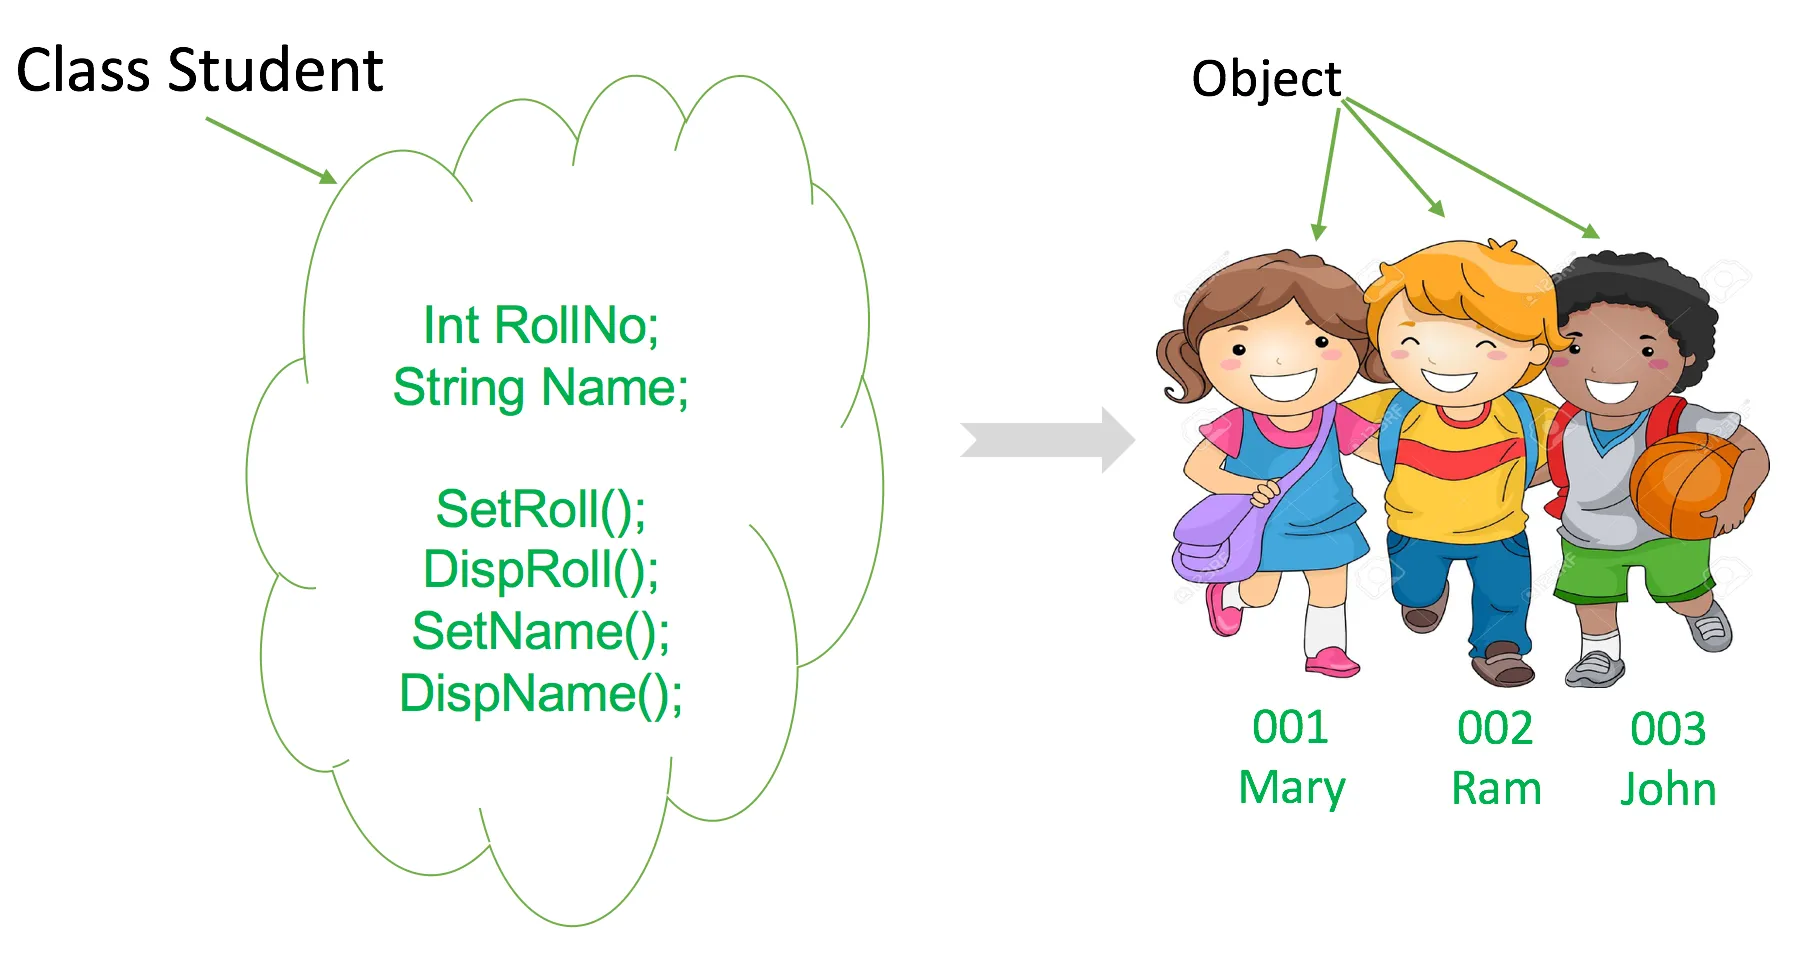 Class Student
Int RollNo;
String Name;
SetRoll();
DispRoll();
SetName();
DispName();
Object
001
Mary
002
Ram
003
John